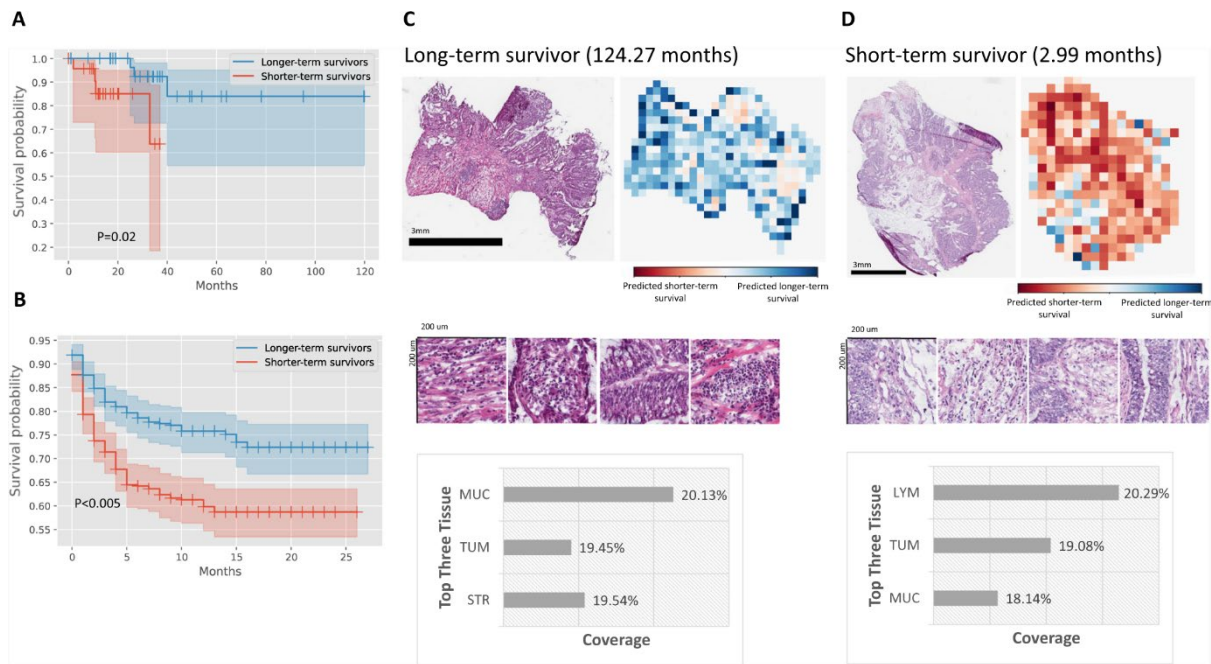 A
1.0
0.9
0.8
0.7
0.6
0.5
0.4
0.3
0.2
Survival probability
Longer-term survivors
Shorter-term survivors
P=0.02
0
20
40
60
80
100
120
Months
B
0.95
0.90
0.85
0.80
0.75
0.70
0.65
0.60
0.55
Survival probability
Longer-term survivors
Shorter-term survivors
P<0.005
0
5
10
15
20
25
Months
C
Long-term survivor (124.27 months)
3mm
Predicted shorter-term
survival
Predicted longer-term
survival
200 um
200 um
Top Three Tissue
MUC
20.13%
TUM
19.45%
STR
19.54%
Coverage
D
Short-term survivor (2.99 months)
3mm
Predicted shorter-term
survival
Predicted longer-term
survival
200 um
200 um
Top Three Tissue
LYM
20.29%
TUM
19.08%
MUC
18.14%
Coverage